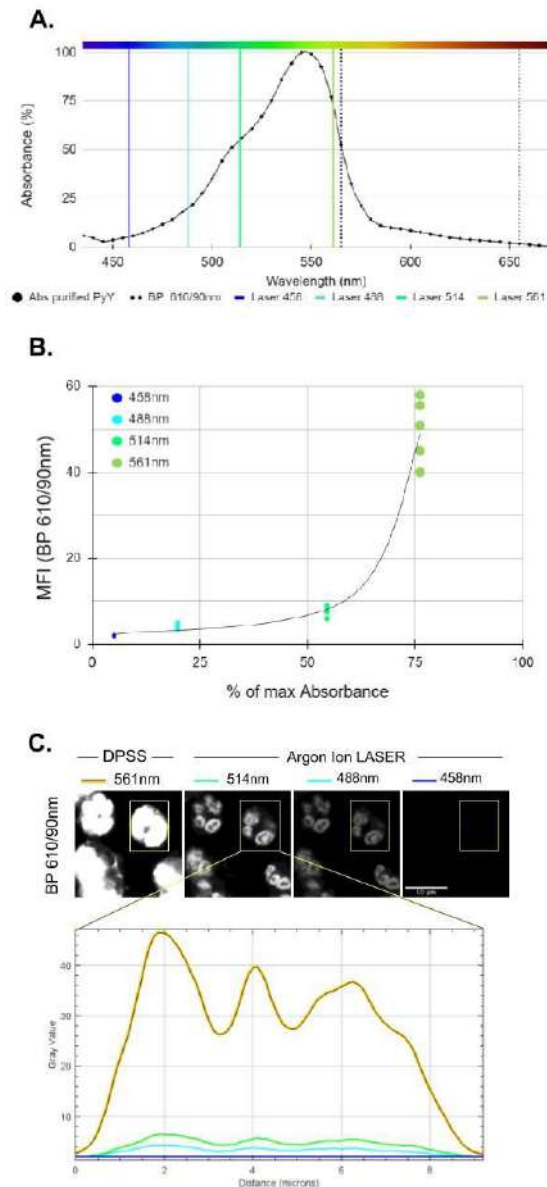 A.
100
75
50
25
0
Absorbance (%)
450 500 550 600 650
Wavelength (nm)
Abs purified PyY BP 610/90nm Laser 458 Laser 488 Laser 514 Laser 561
B.
60
40
20
0
MFI (BP 610/90nm)
458nm
488nm
514nm
561nm
0 25 50 75 100
% of max Absorbance
C.
DPSS Argon Ion LASER
561nm 514nm 488nm 458nm
BP 610/90nm
10 µm
40
30
20
10
Gray Value
0 2 4 6 8
Distance (microns)